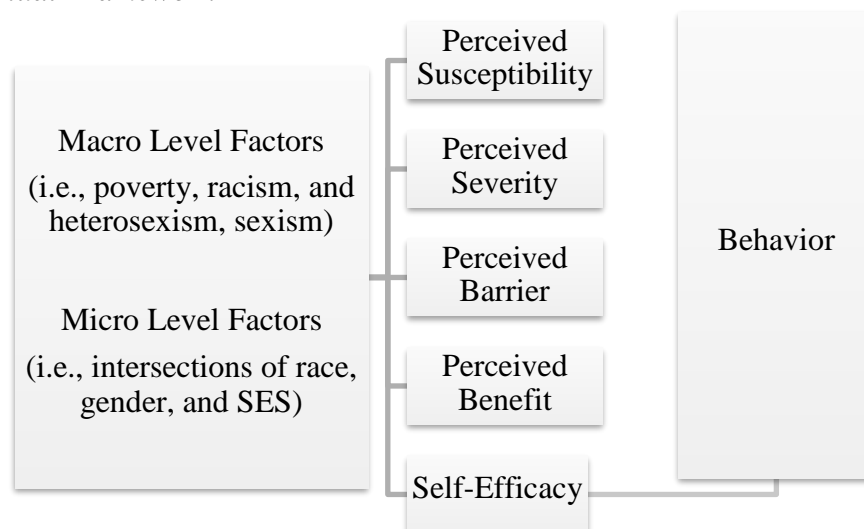 Macro Level Factors
(i.e., poverty, racism, and
heterosexism, sexism)
Micro Level Factors
(i.e., intersections of race,
gender, and SES)
Perceived
Susceptibility
Perceived
Severity
Perceived
Barrier
Perceived
Benefit
Self-Efficacy
Behavior